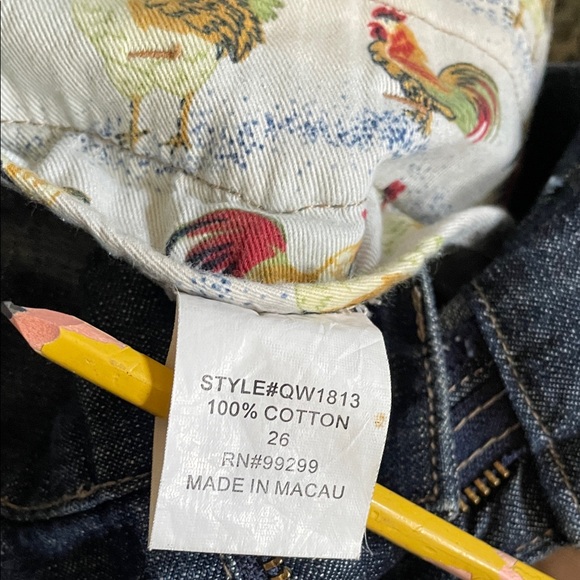 STYLE#QW1813
100% COTTON
26
RN#99299
MADE IN MACAU